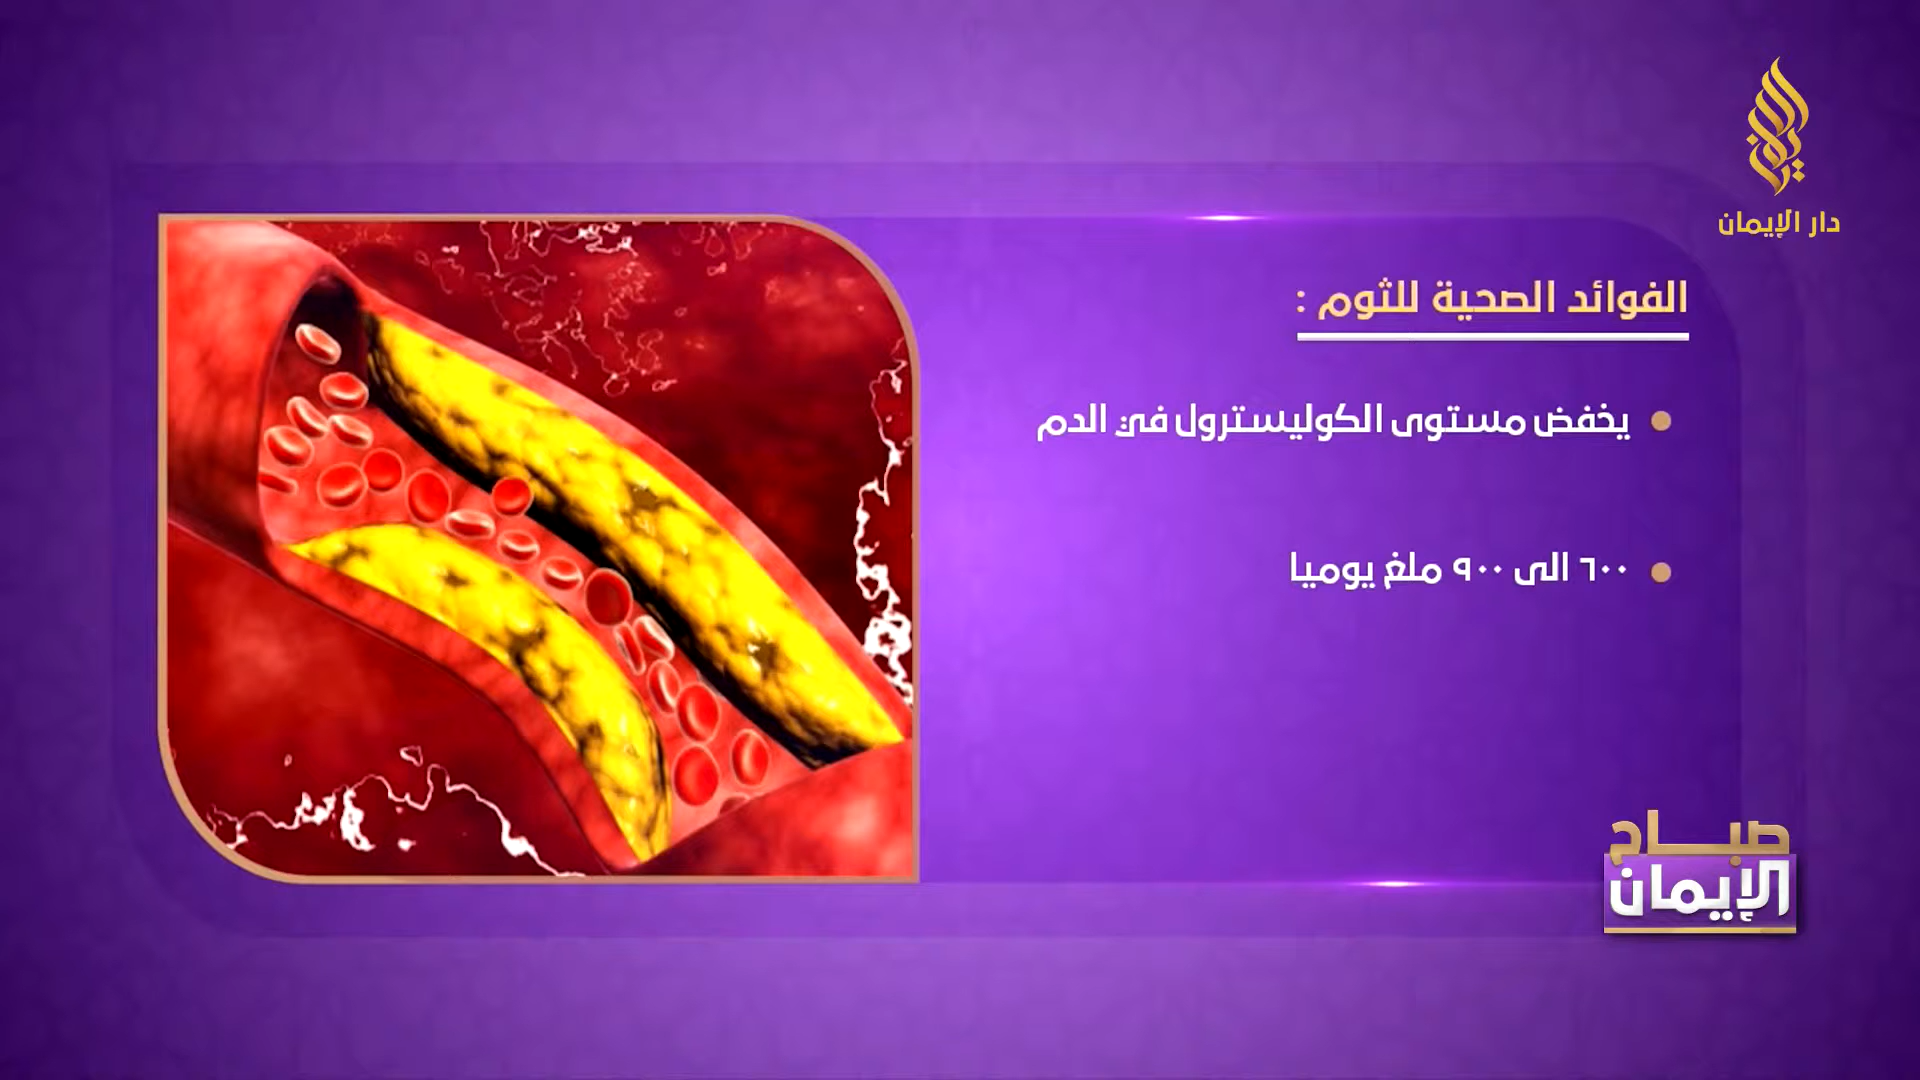 دار الإيمان
الفوائد الصحية للثوم :
يخفض مستوى الكوليسترول في الدم
٦٠٠ الى ٩٠٠ ملغ يوميا
صباح
الإيمان